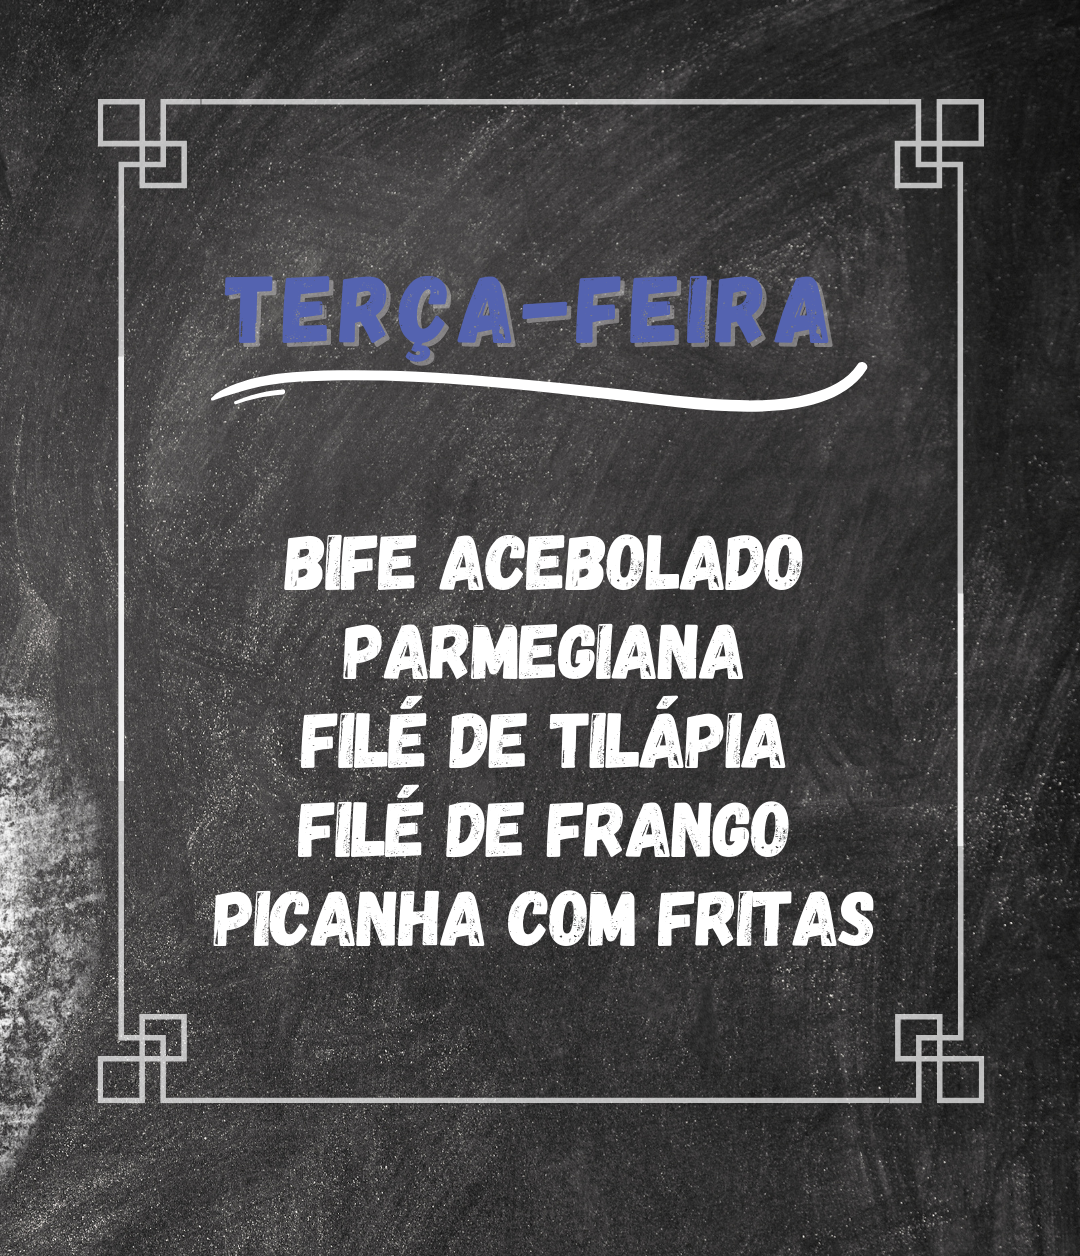 TERÇA-FEIRA
BIFE ACEBOLADO
PARMEGIANA
FILÉ DE TILÁPIA
FILÉ DE FRANGO
PICANHA COM FRITAS